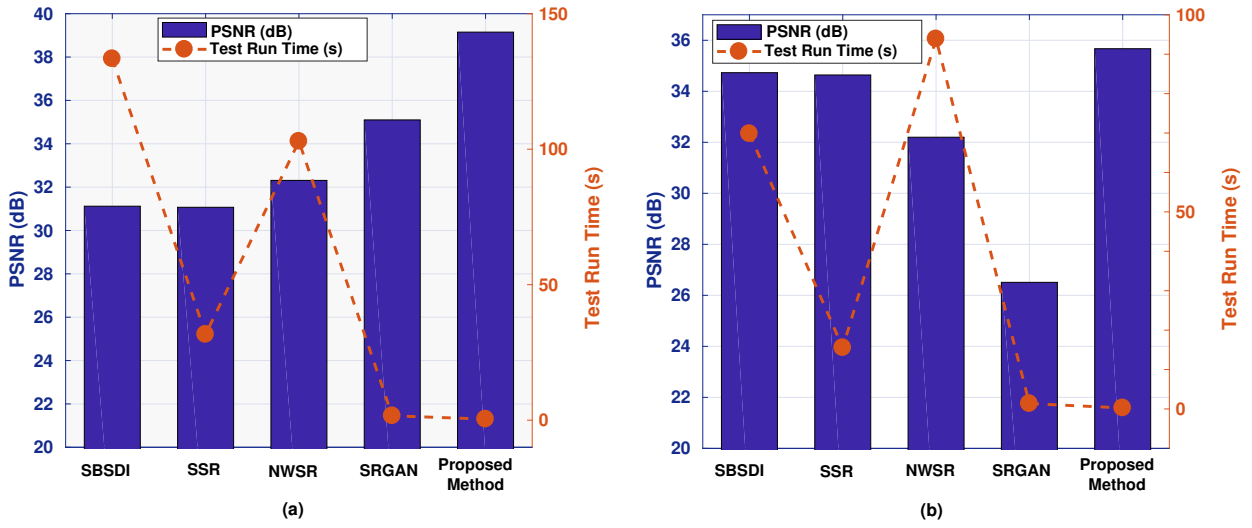 PSNR (dB)
Test Run Time (s)
40
38
36
34
32
30
28
26
24
22
20
PSNR (dB)
150
100
50
0
Test Run Time (s)
SBSDI
SSR
NWSR
SRGAN
Proposed
Method
(a)
PSNR (dB)
Test Run Time (s)
36
34
32
30
28
26
24
22
20
PSNR (dB)
100
50
0
Test Run Time (s)
SBSDI
SSR
NWSR
SRGAN
Proposed
Method
(b)